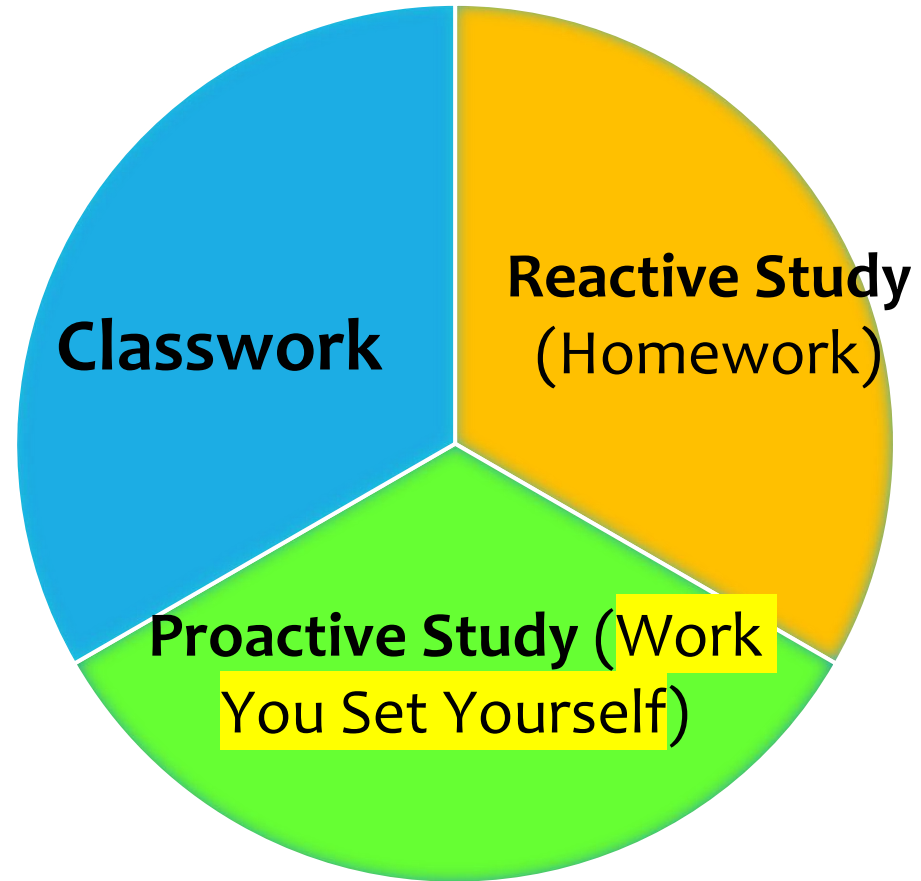 Classwork
Reactive Study
(Homework)
Proactive Study (Work
You Set Yourself)